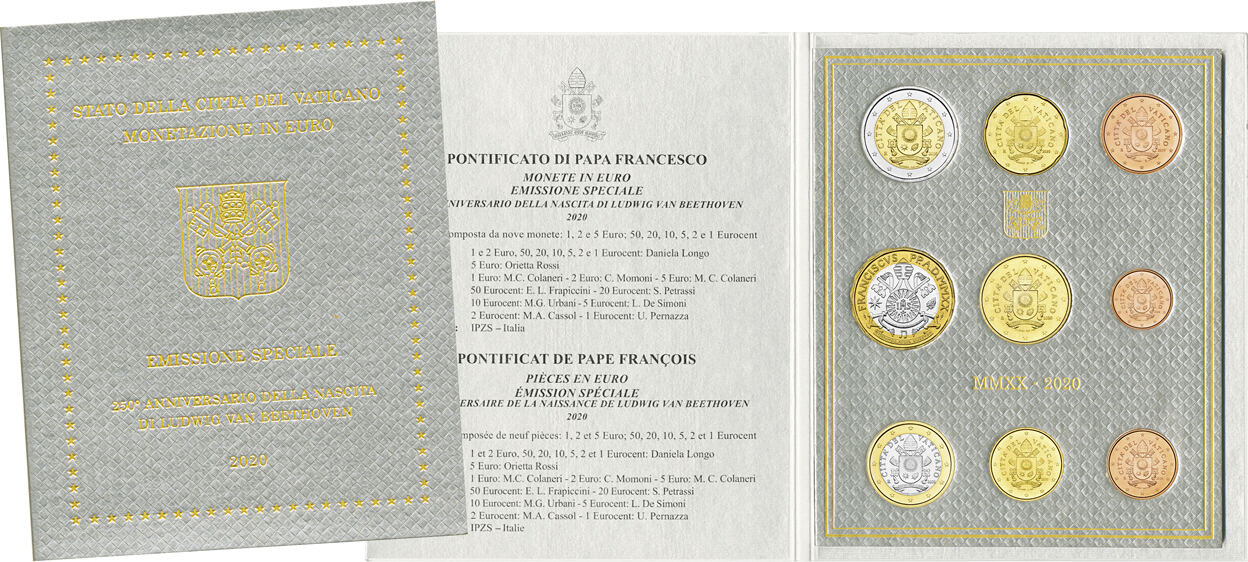 STATO DELLA CITTÀ DEL VATICANO
MONETAZIONE IN EURO
EMISSIONE SPECIALE
250° ANNIVERSARIO DELLA NASCITA
DI LUDWIG VAN BEETHOVEN
2020
PONTIFICATO DI PAPA FRANCESCO
MONETE IN EURO
EMISSIONE SPECIALE
NIVERSARIO DELLA NASCITA DI LUDWIG VAN BEETHOVEN
2020
omposta da nove monete: 1, 2 e 5 Euro; 50, 20, 10, 5, 2 e 1 Eurocent
1 e 2 Euro, 50, 20, 10, 5, 2 e 1 Eurocent: Daniela Longo
5 Euro: Orietta Rossi
1 Euro: M.C. Colaneri - 2 Euro: C. Momoni - 5 Euro: M. C. Colaneri
50 Eurocent: E. L. Frapiccini - 20 Eurocent: S. Petrassi
10 Eurocent: M.G. Urbani - 5 Eurocent: L. De Simoni
2 Eurocent: M.A. Cassol - 1 Eurocent: U. Pernazza
: IPZS – Italia
PONTIFICAT DE PAPE FRANÇOIS
PIÈCES EN EURO
ÉMISSION SPÉCIALE
ERSAIRE DE LA NAISSANCE DE LUDWIG VAN BEETHOVEN
2020
mposée de neuf pièces: 1, 2 et 5 Euro; 50, 20, 10, 5, 2 et 1 Eurocent
1 et 2 Euro, 50, 20, 10, 5, 2 et 1 Eurocent: Daniela Longo
5 Euro: Orietta Rossi
1 Euro: M.C. Colaneri - 2 Euro: C. Momoni - 5 Euro: M. C. Colaneri
50 Eurocent: E. L. Frapiccini - 20 Eurocent: S. Petrassi
10 Eurocent: M.G. Urbani - 5 Eurocent: L. De Simoni
2 Eurocent: M.A. Cassol - 1 Eurocent: U. Pernazza
IPZS – Italie
CITTÀ DEL VATICANO
CITTÀ DEL VATICANO
CITTÀ DEL VATICANO
FRANCISCVS P.P. A.D. MMXX
IHS
CITTÀ DEL VATICANO
CITTÀ DEL VATICANO
MMXX · 2020
CITTÀ DEL VATICANO
CITTÀ DEL VATICANO
CITTÀ DEL VATICANO